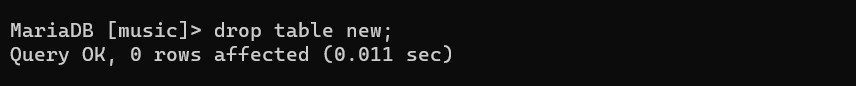 MariaDB [music]> drop table new;
Query OK, 0 rows affected (0.011 sec)